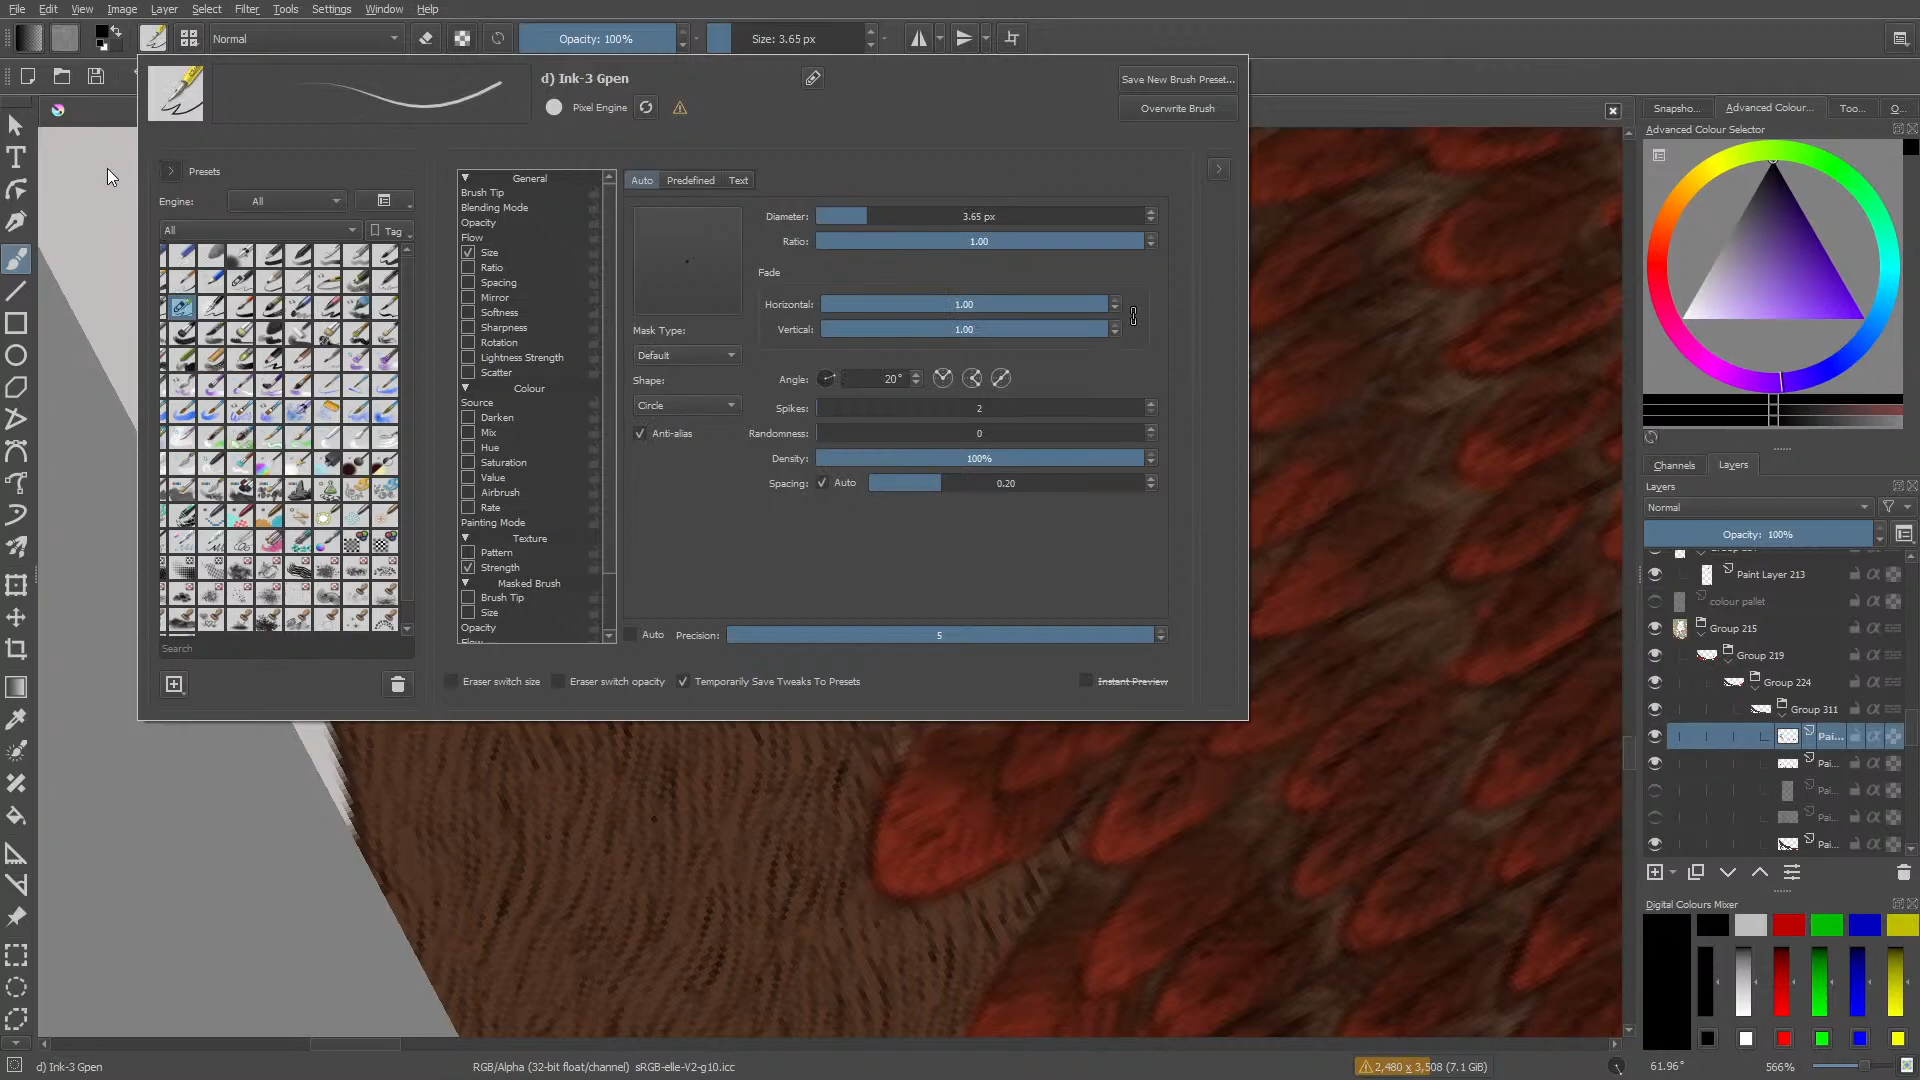 File Edit View Image Layer Select Filter Tools Settings Window Help
Normal Opacity: 100% Size: 3.65 px
d) Ink-3 Gpen Save New Brush Preset...
Pixel Engine Overwrite Brush
Snapsho... Advanced Colour... Too... O...
Advanced Colour Selector
Presets
Engine: All
All Tag
Search
General
Brush Tip
Blending Mode
Opacity
Flow
Size
Ratio
Spacing
Mirror
Softness
Sharpness
Rotation
Lightness Strength
Scatter
Colour
Source
Darken
Mix
Hue
Saturation
Value
Airbrush
Rate
Painting Mode
Texture
Pattern
Strength
Masked Brush
Brush Tip
Size
Opacity
Auto Predefined Text
Diameter: 3.65 px
Ratio: 1.00
Fade
Horizontal: 1.00
Vertical: 1.00
Mask Type:
Default
Shape:
Circle
Anti-alias
Angle: 20°
Spikes: 2
Randomness: 0
Density: 100%
Spacing: Auto 0.20
Auto Precision: 5
Eraser switch size Eraser switch opacity Temporarily Save Tweaks To Presets Instant Preview
Channels Layers
Layers
Normal
Opacity: 100%
Paint Layer 213
colour pallet
Group 215
Group 219
Group 224
Group 311
Pai...
Pai...
Pai...
Pai...
Pai...
Digital Colours Mixer
d) Ink-3 Gpen RGB/Alpha (32-bit float/channel) sRGB-elle-V2-g10.icc 2,480 x 3,508 (7.1 GiB) 61.96° 566%